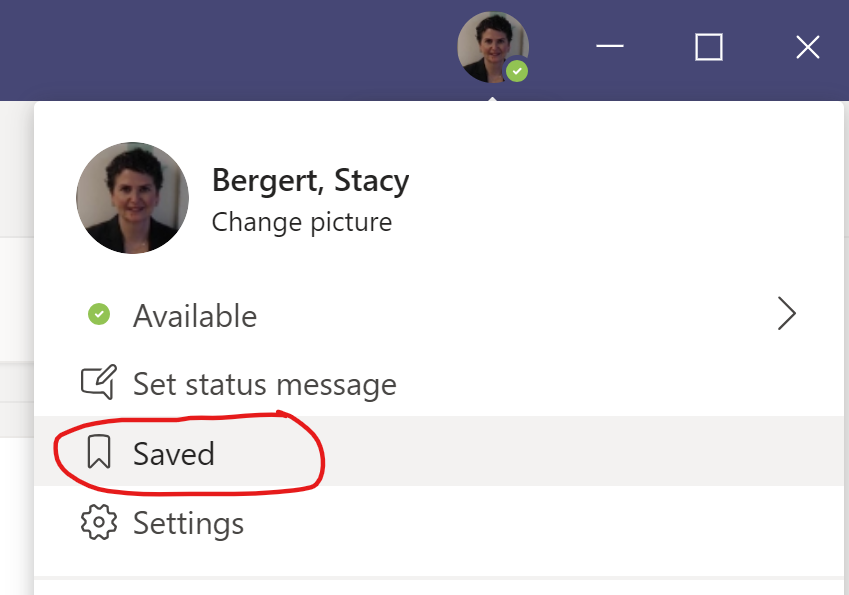 Bergert, Stacy
Change picture
Available
Set status message
Saved
Settings